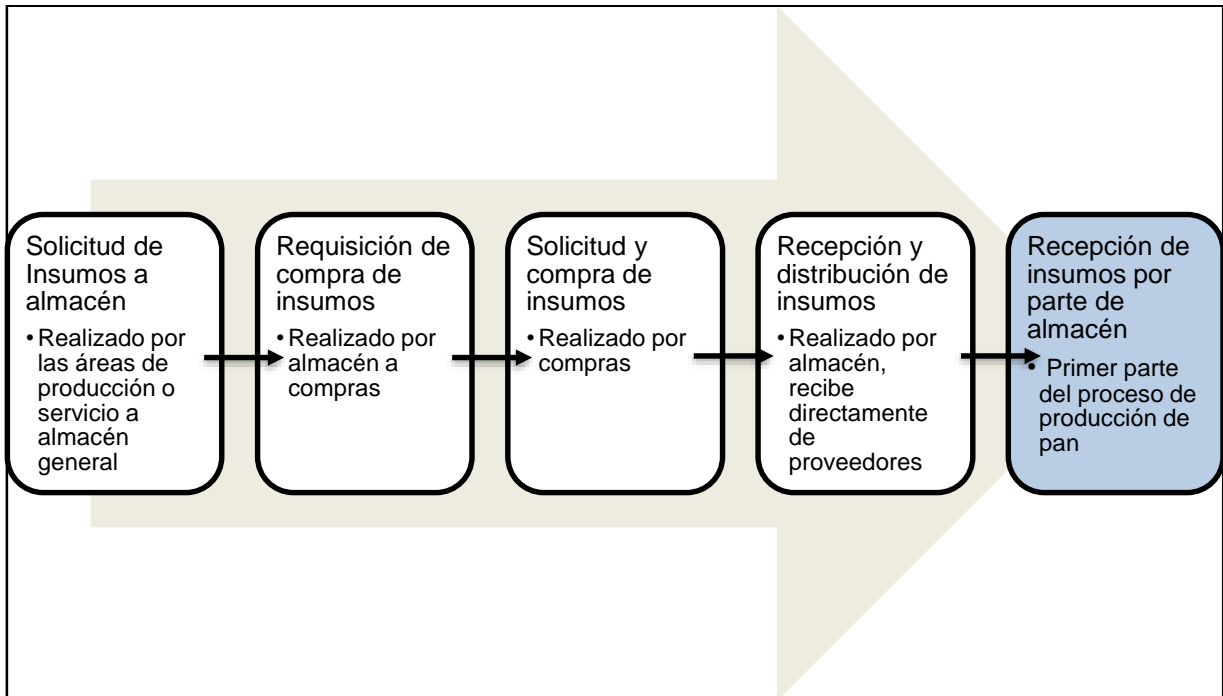 Solicitud de
Insumos a
almacén
• Realizado por
las áreas de
producción o
servicio a
almacén
general
Requisición de
compra de
insumos
• Realizado por
almacén a
compras
Solicitud y
compra de
insumos
• Realizado por
compras
Recepción y
distribución de
insumos
• Realizado por
almacén,
recibe
directamente
de
proveedores
Recepción de
insumos por
parte de
almacén
• Primer parte
del proceso de
producción de
pan